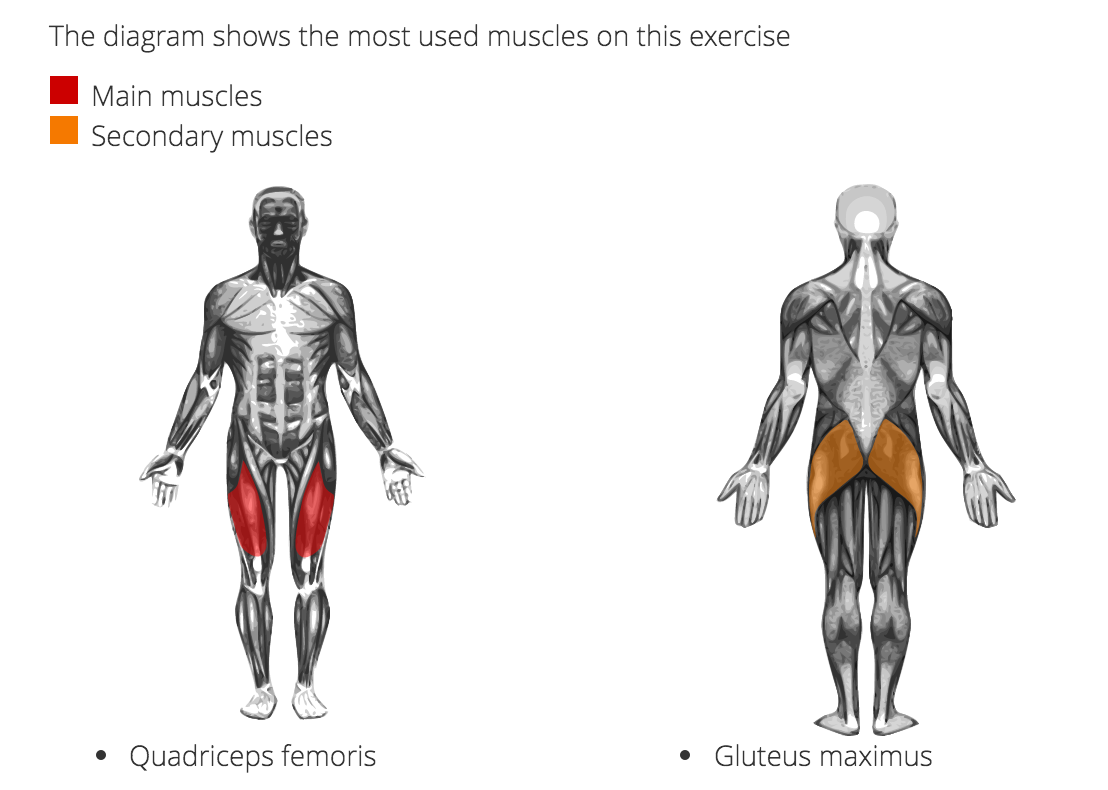 The diagram shows the most used muscles on this exercise
Main muscles
Secondary muscles
• Quadriceps femoris
• Gluteus maximus